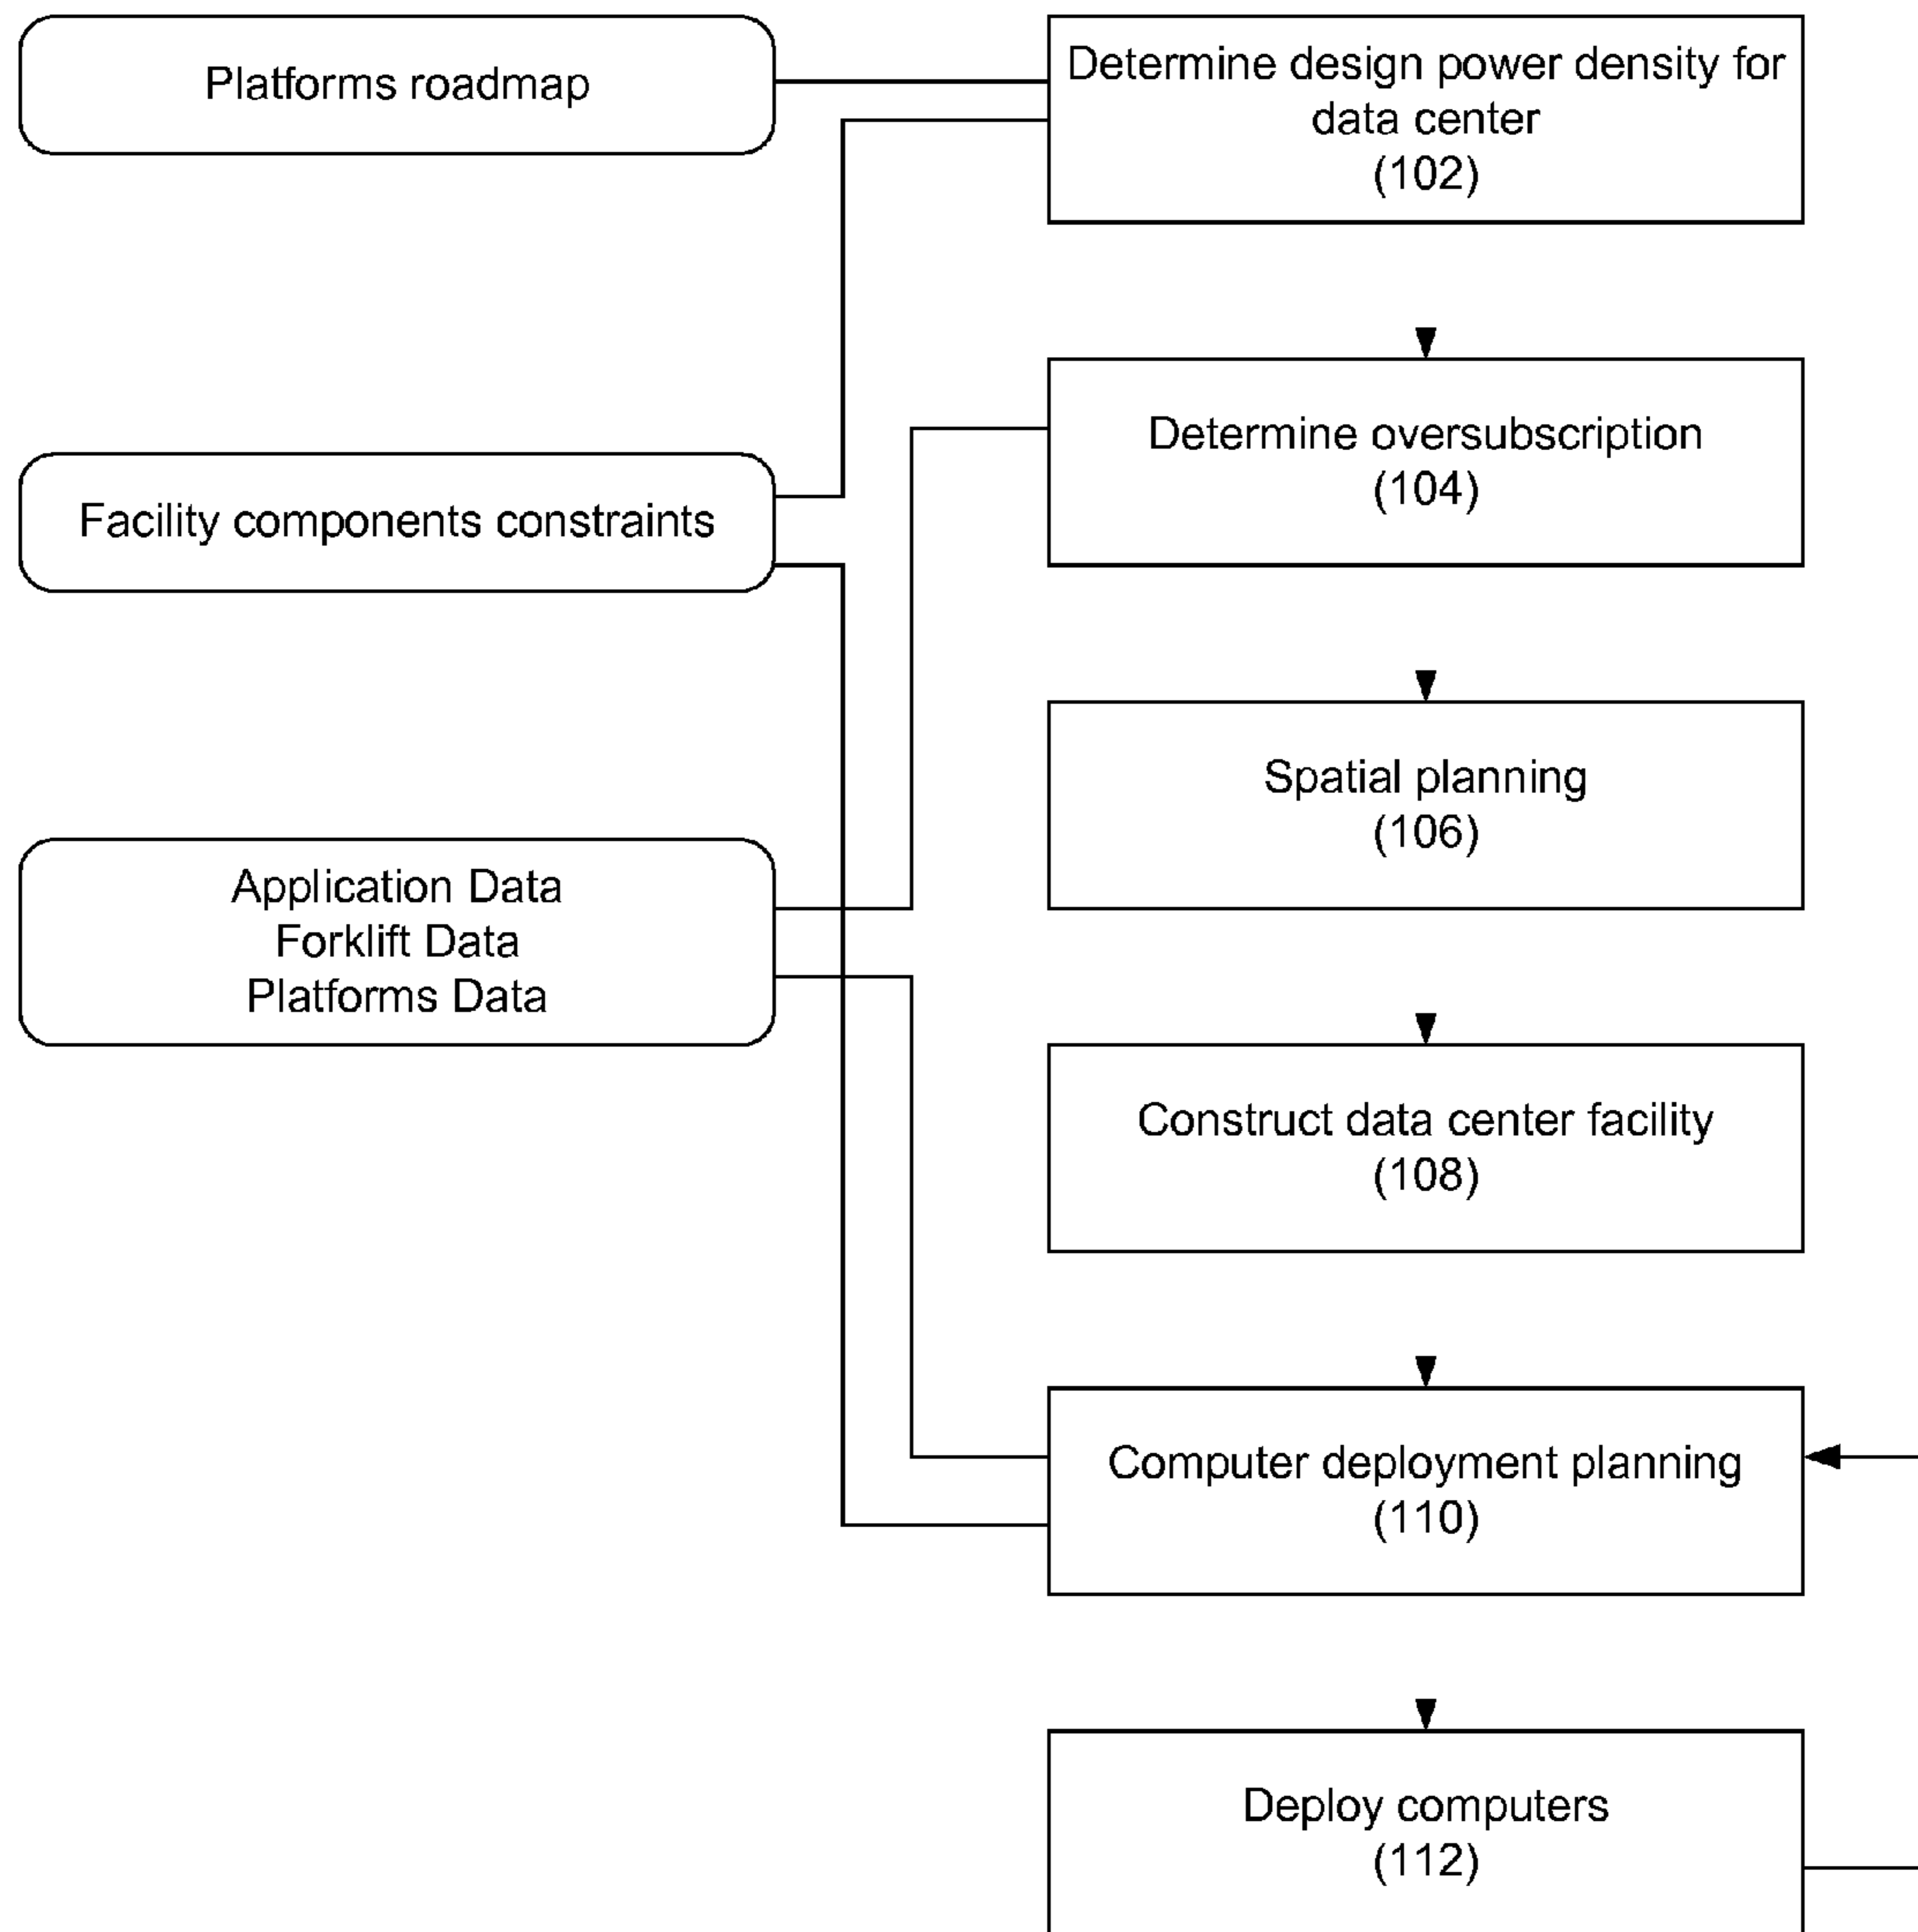 Platforms roadmap
Determine design power density for
data center
(102)
Determine oversubscription
(104)
Facility components constraints
Spatial planning
(106)
Application Data
Forklift Data
Platforms Data
Construct data center facility
(108)
Computer deployment planning
(110)
Deploy computers
(112)